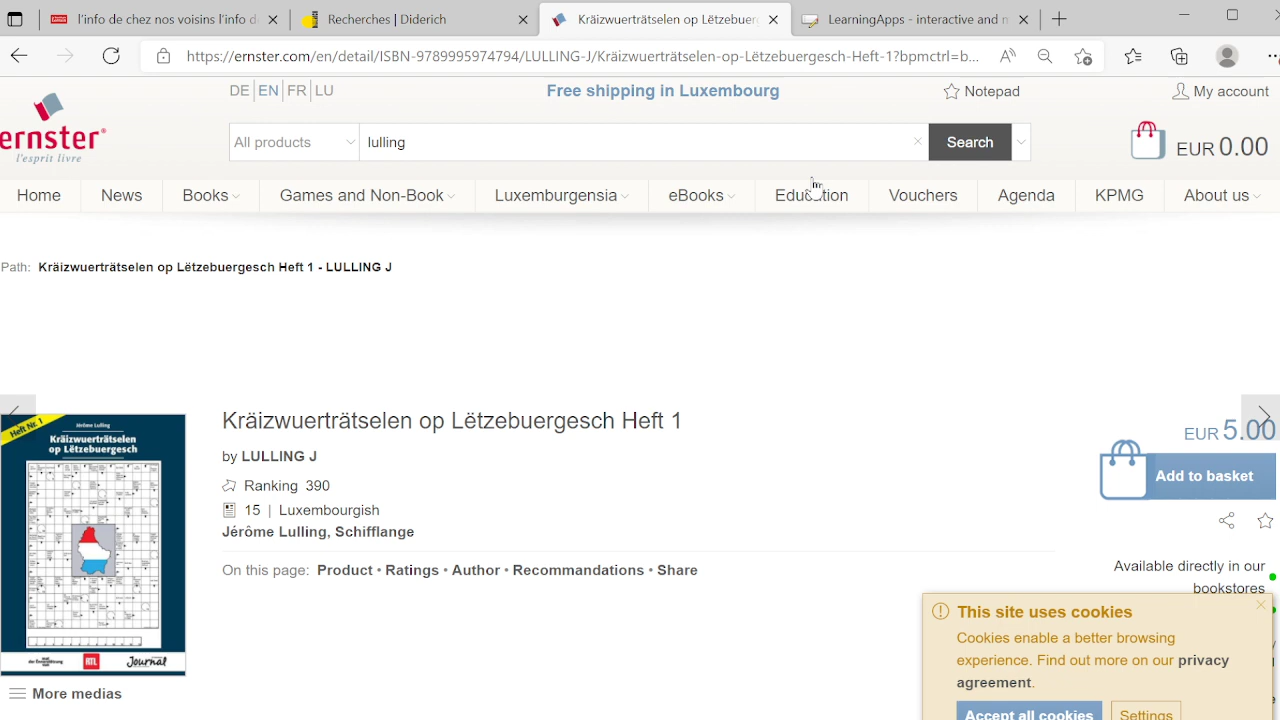 l'info de chez nos voisins l'info d
Recherches | Diderich
Kräizwuerträtselen op Lëtzebuer
LearningApps - interactive and n
https://ernster.com/en/detail/ISBN-9789995974794/LULLING-J/Kräizwuerträtselen-op-Lëtzebuergesch-Heft-1?bpmctrl=b...
DE EN FR LU
Free shipping in Luxembourg
Notepad
My account
ernster
l'esprit livre
All products
lulling
Search
EUR 0.00
Home News Books Games and Non-Book Luxemburgensia eBooks Education Vouchers Agenda KPMG About us
Path: Kräizwuerträtselen op Lëtzebuergesch Heft 1 - LULLING J
Heft Nr. 1
Jérôme Lulling
Kräizwuerträtselen
op Lëtzebuergesch
RTL
Journal
More medias
Kräizwuerträtselen op Lëtzebuergesch Heft 1
by LULLING J
Ranking 390
15 | Luxembourgish
Jérôme Lulling, Schifflange
On this page: Product • Ratings • Author • Recommandations • Share
EUR 5.00
Add to basket
Available directly in our
bookstores
This site uses cookies
Cookies enable a better browsing
experience. Find out more on our privacy
agreement.
Accept all cookies
Settings